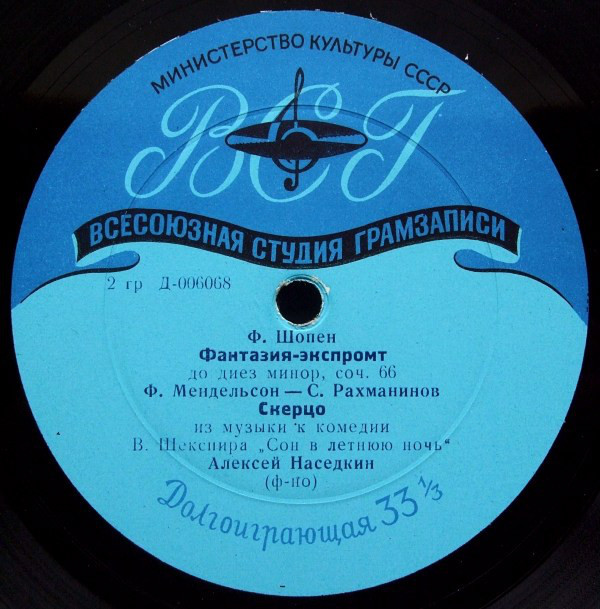 МИНИСТЕРСТВО КУЛЬТУРЫ СССР
ВСГ
ВСЕСОЮЗНАЯ СТУДИЯ ГРАМЗАПИСИ
2 гр Д-006068
Ф. Шопен
Фантазия-экспромт
до диез минор, соч. 66
Ф. Мендельсон — С. Рахманинов
Скерцо
из музыки к комедии
В. Шекспира „Сон в летнюю ночь“
Алексей Наседкин
(ф-по)
Долгоиграющая 33 1/3